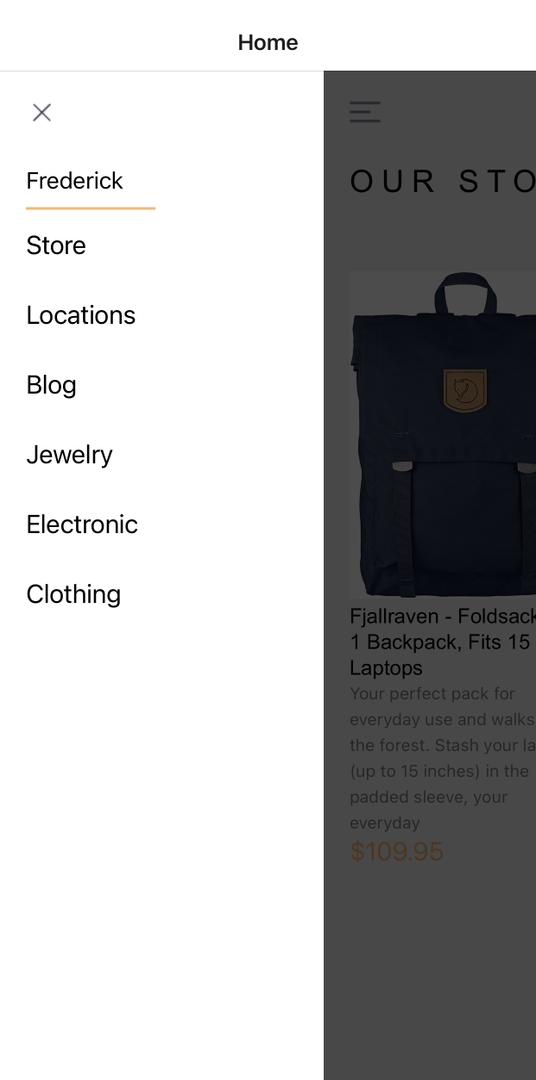 Home
Frederick
Store
Locations
Blog
Jewelry
Electronic
Clothing
OUR STO
Fjallraven - Foldsack
1 Backpack, Fits 15
Laptops
Your perfect pack for
everyday use and walks
the forest. Stash your la
(up to 15 inches) in the
padded sleeve, your
everyday
$109.95